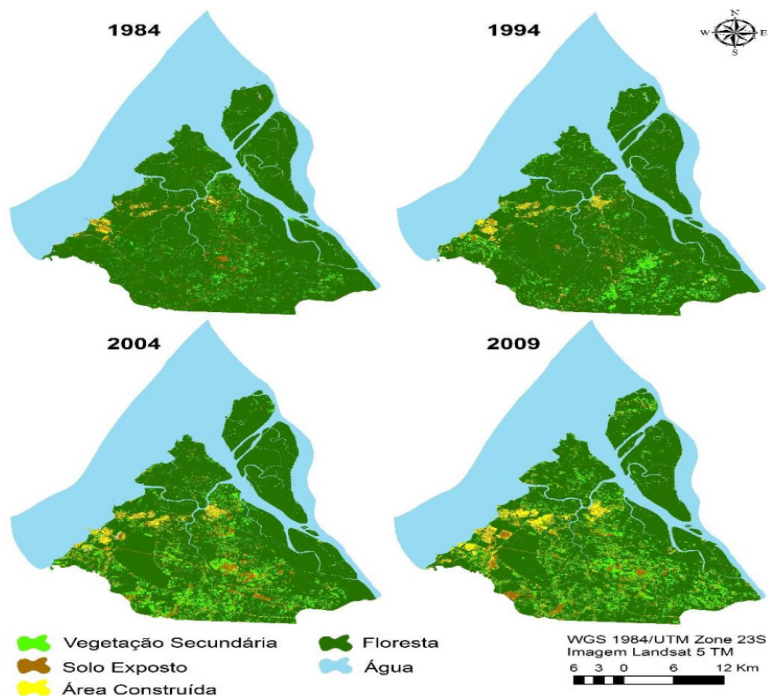 1984
1994
N
W E
S
2004
2009
Vegetação Secundária
Floresta
Solo Exposto
Água
Área Construída
WGS 1984/UTM Zone 23S
Imagem Landsat 5 TM
6 3 0 6 12 Km